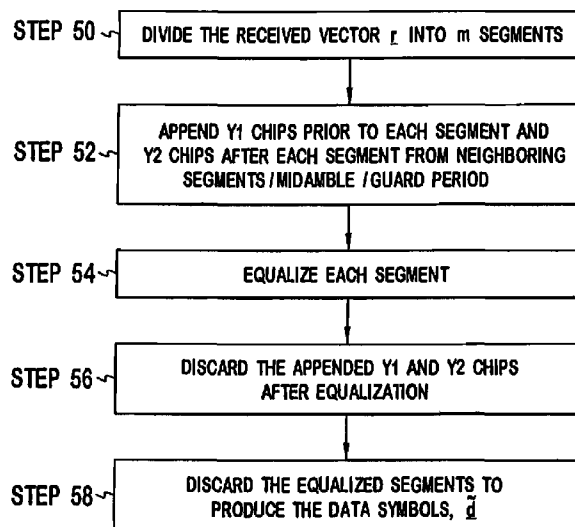 STEP 50
DIVIDE THE RECEIVED VECTOR r INTO m SEGMENTS
STEP 52
APPEND Y1 CHIPS PRIOR TO EACH SEGMENT AND
Y2 CHIPS AFTER EACH SEGMENT FROM NEIGHBORING
SEGMENTS/MIDAMBLE/GUARD PERIOD
STEP 54
EQUALIZE EACH SEGMENT
STEP 56
DISCARD THE APPENDED Y1 AND Y2 CHIPS
AFTER EQUALIZATION
STEP 58
DISCARD THE EQUALIZED SEGMENTS TO
PRODUCE THE DATA SYMBOLS, d̲̃